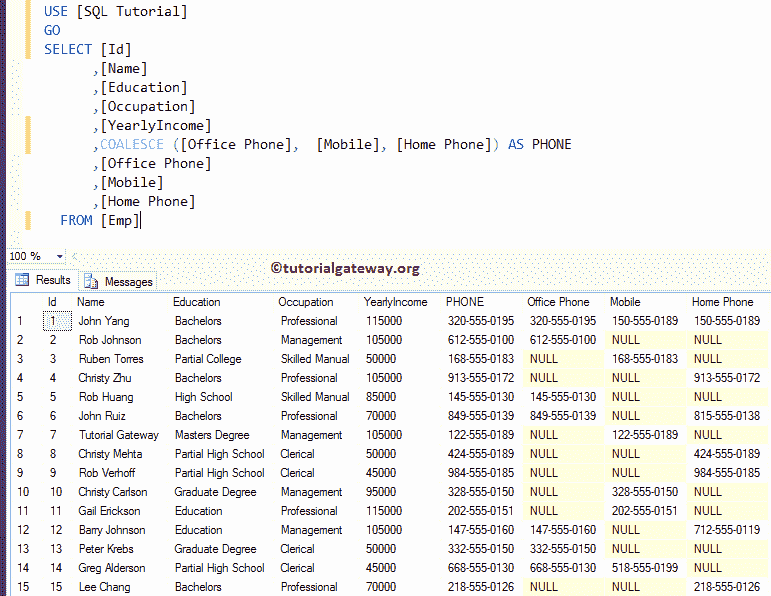 USE [SQL Tutorial]
GO
SELECT [Id]
,[Name]
,[Education]
,[Occupation]
,[YearlyIncome]
,COALESCE ([Office Phone], [Mobile], [Home Phone]) AS PHONE
,[Office Phone]
,[Mobile]
,[Home Phone]
FROM [Emp]
100 %
©tutorialgateway.org
Results Messages
Id Name Education Occupation YearlyIncome PHONE Office Phone Mobile Home Phone
1 1 John Yang Bachelors Professional 115000 320-555-0195 320-555-0195 150-555-0189 150-555-0189
2 2 Rob Johnson Bachelors Management 105000 612-555-0100 612-555-0100 NULL NULL
3 3 Ruben Torres Partial College Skilled Manual 50000 168-555-0183 NULL 168-555-0183 NULL
4 4 Christy Zhu Bachelors Professional 105000 913-555-0172 NULL NULL 913-555-0172
5 5 Rob Huang High School Skilled Manual 85000 145-555-0130 145-555-0130 NULL NULL
6 6 John Ruiz Bachelors Professional 70000 849-555-0139 849-555-0139 NULL 815-555-0138
7 7 Tutorial Gateway Masters Degree Management 105000 122-555-0189 NULL 122-555-0189 NULL
8 8 Christy Mehta Partial High School Clerical 50000 424-555-0189 NULL NULL 424-555-0189
9 9 Rob Verhoff Partial High School Clerical 45000 984-555-0185 NULL NULL 984-555-0185
10 10 Christy Carlson Graduate Degree Management 95000 328-555-0150 NULL 328-555-0150 NULL
11 11 Gail Erickson Education Professional 115000 202-555-0151 NULL 202-555-0151 NULL
12 12 Barry Johnson Education Management 105000 147-555-0160 147-555-0160 NULL 712-555-0119
13 13 Peter Krebs Graduate Degree Clerical 50000 332-555-0150 332-555-0150 NULL NULL
14 14 Greg Alderson Partial High School Clerical 45000 668-555-0130 668-555-0130 518-555-0199 NULL
15 15 Lee Chang Bachelors Professional 70000 218-555-0126 NULL NULL 218-555-0126